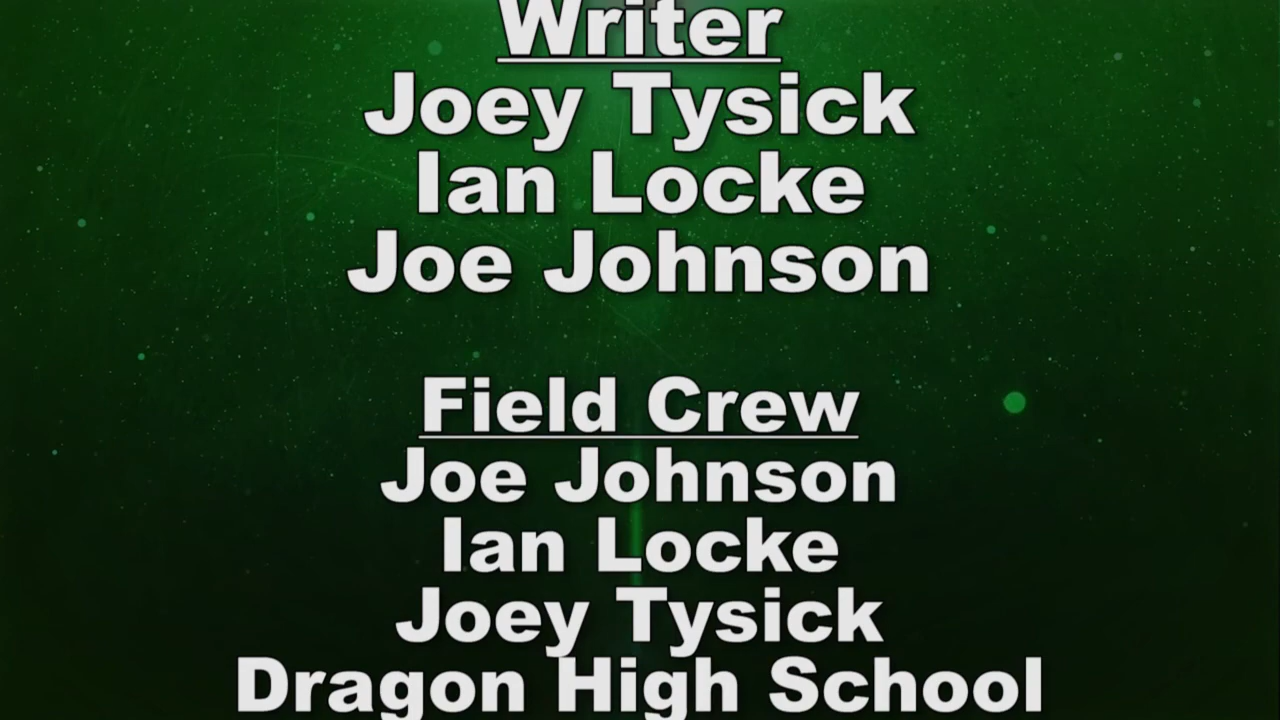 Writer
Joey Tysick
Ian Locke
Joe Johnson
Field Crew
Joe Johnson
Ian Locke
Joey Tysick
Dragon High School